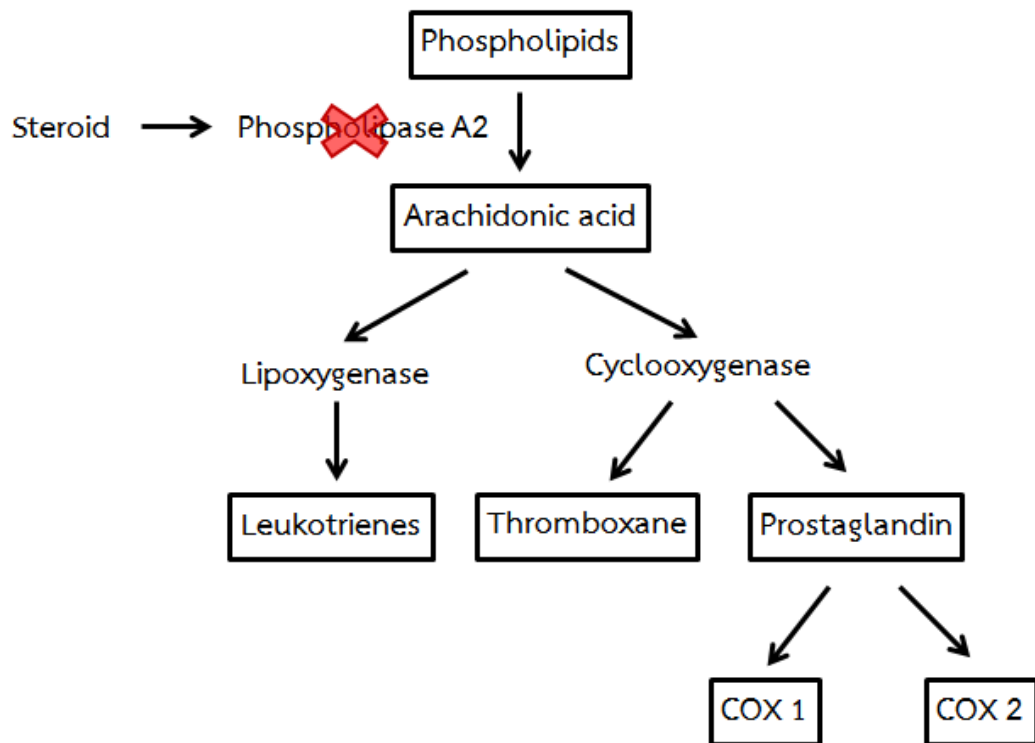 Phospholipids
Steroid
Phospholipase A2
Arachidonic acid
Lipoxygenase
Cyclooxygenase
Leukotrienes
Thromboxane
Prostaglandin
COX 1
COX 2